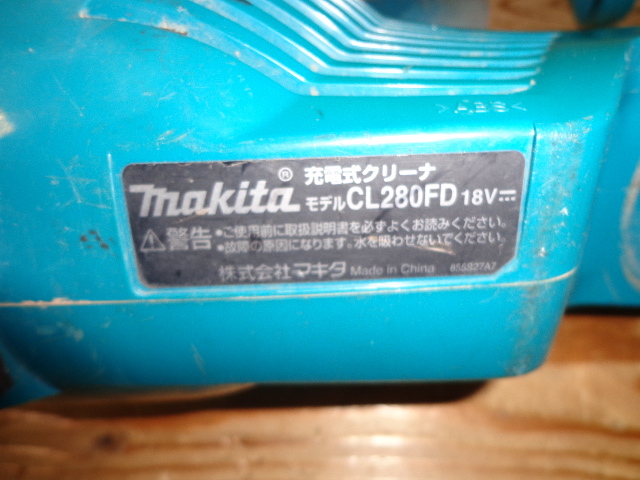 >ABS<
makita® 充電式クリーナ
モデルCL280FD 18V⎓
⚠警告 •ご使用前に取扱説明書を必ずよくお読みください。
•故障の原因になります。水を吸わせないでください。
株式会社マキタ Made in China 855S27A7